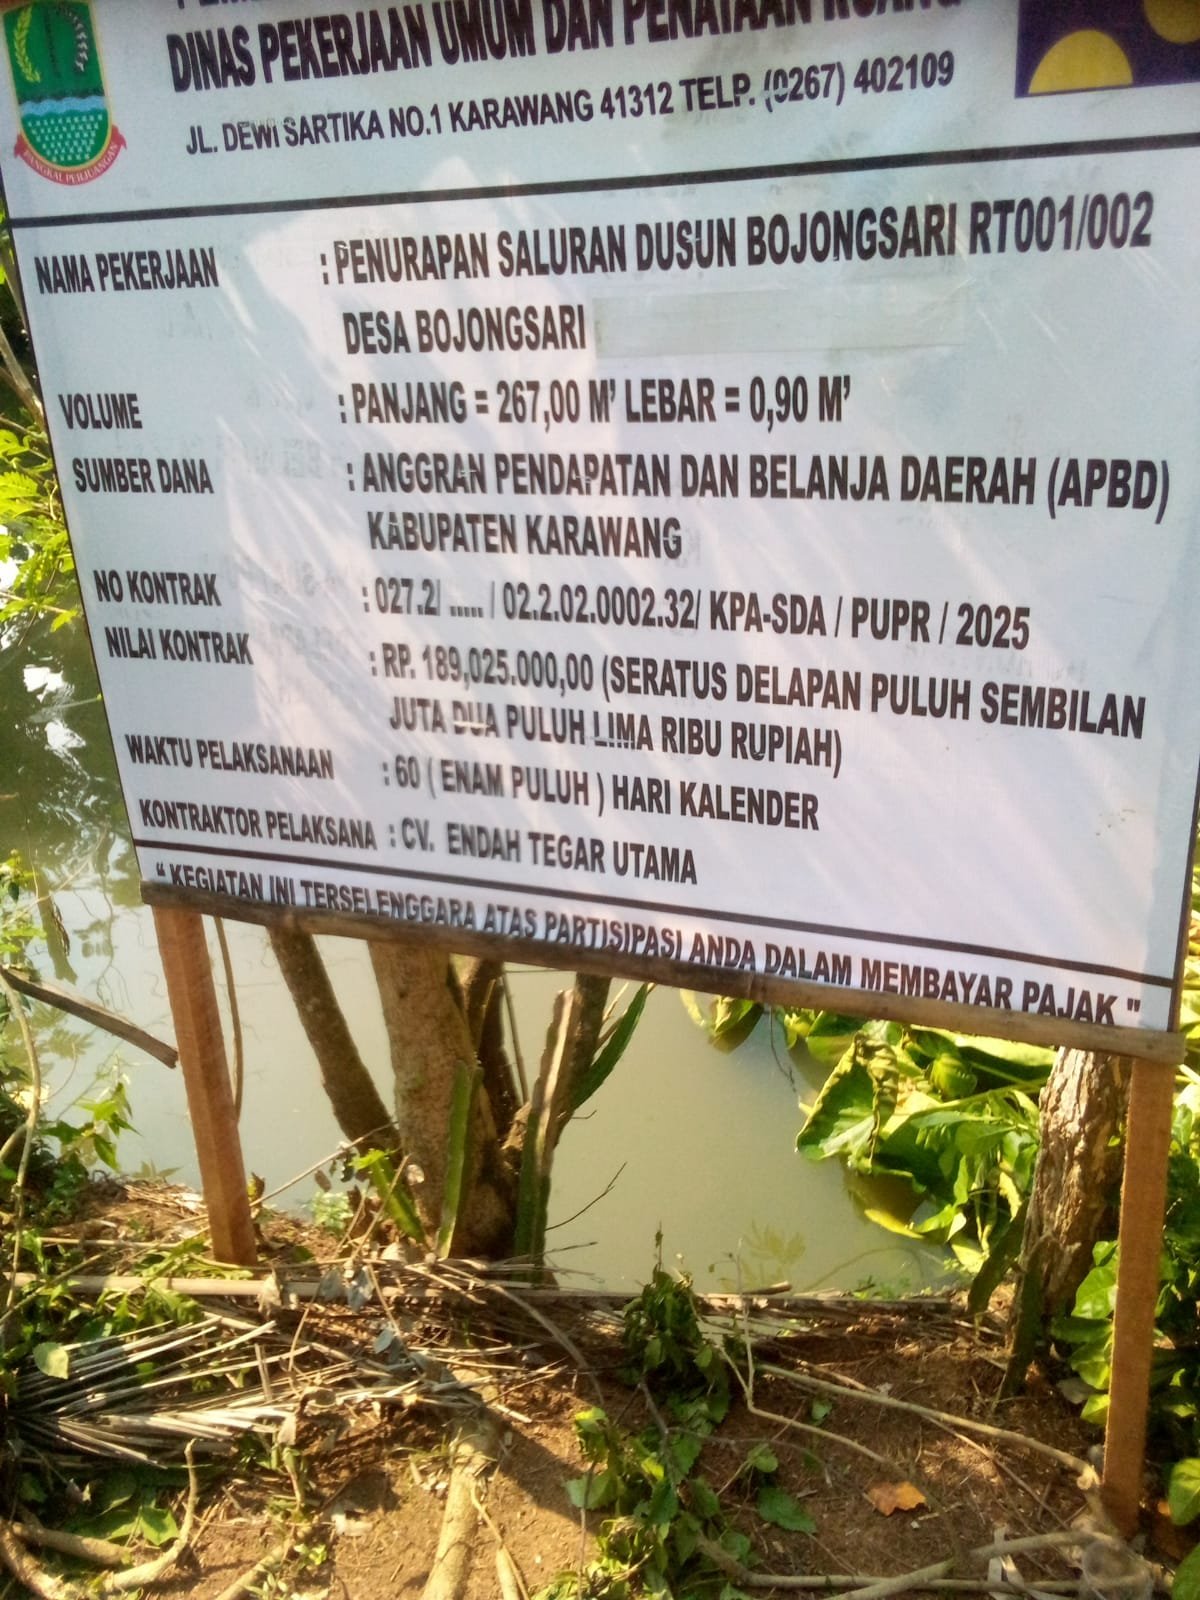 DINAS PEKERJAAN UMUM DAN PENATAAN RUANG
JL. DEWI SARTIKA NO.1 KARAWANG 41312 TELP. (0267) 402109
PANGKAL PERJUANGAN
NAMA PEKERJAAN : PENURAPAN SALURAN DUSUN BOJONGSARI RT001/002
DESA BOJONGSARI
VOLUME : PANJANG = 267,00 M' LEBAR = 0,90 M'
SUMBER DANA : ANGGRAN PENDAPATAN DAN BELANJA DAERAH (APBD)
KABUPATEN KARAWANG
NO KONTRAK : 027.2/ ..... / 02.2.02.0002.32/ KPA-SDA / PUPR / 2025
NILAI KONTRAK : RP. 189,025.000,00 (SERATUS DELAPAN PULUH SEMBILAN
JUTA DUA PULUH LIMA RIBU RUPIAH)
WAKTU PELAKSANAAN : 60 ( ENAM PULUH ) HARI KALENDER
KONTRAKTOR PELAKSANA : CV. ENDAH TEGAR UTAMA
" KEGIATAN INI TERSELENGGARA ATAS PARTISIPASI ANDA DALAM MEMBAYAR PAJAK "